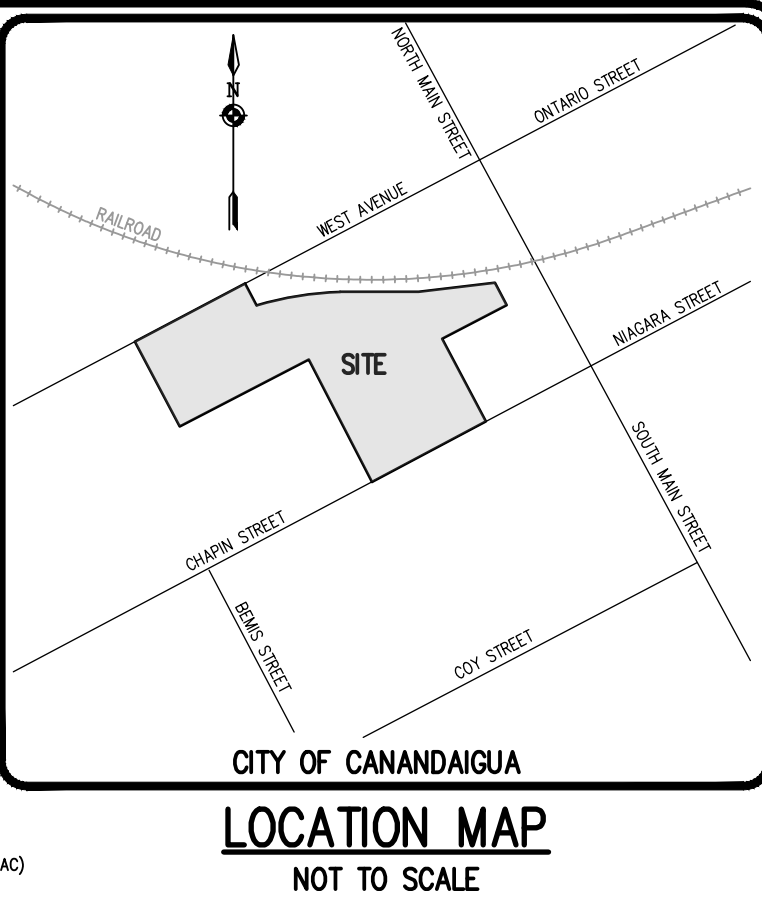 NORTH MAIN STREET
ONTARIO STREET
N
WEST AVENUE
RAILROAD
NIAGARA STREET
SITE
SOUTH MAIN STREET
CHAPIN STREET
BEMIS STREET
COY STREET
CITY OF CANANDAIGUA
LOCATION MAP
AC)
NOT TO SCALE